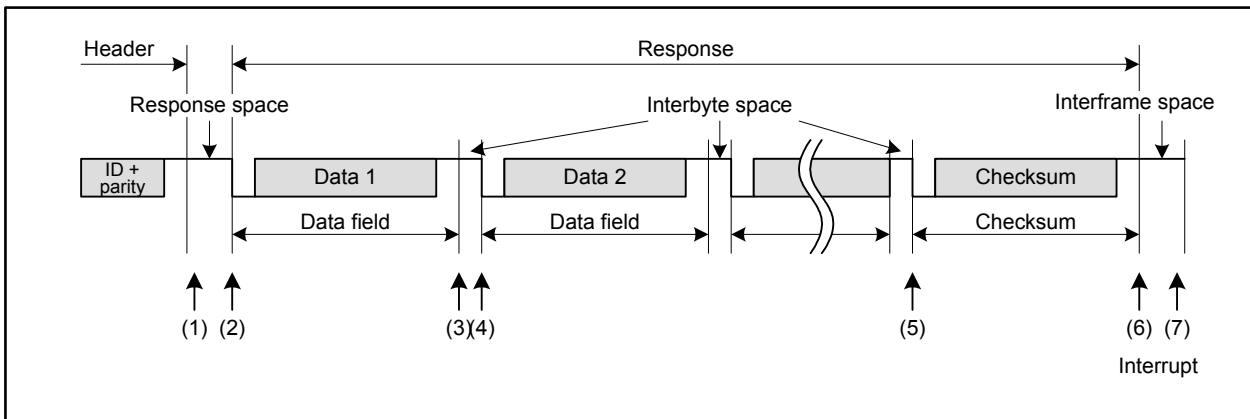 Header
Response
Response space
Interbyte space
Interframe space
ID +
parity
Data 1
Data 2
Checksum
Data field
Data field
Checksum
(1)
(2)
(3)
(4)
(5)
(6)
(7)
Interrupt